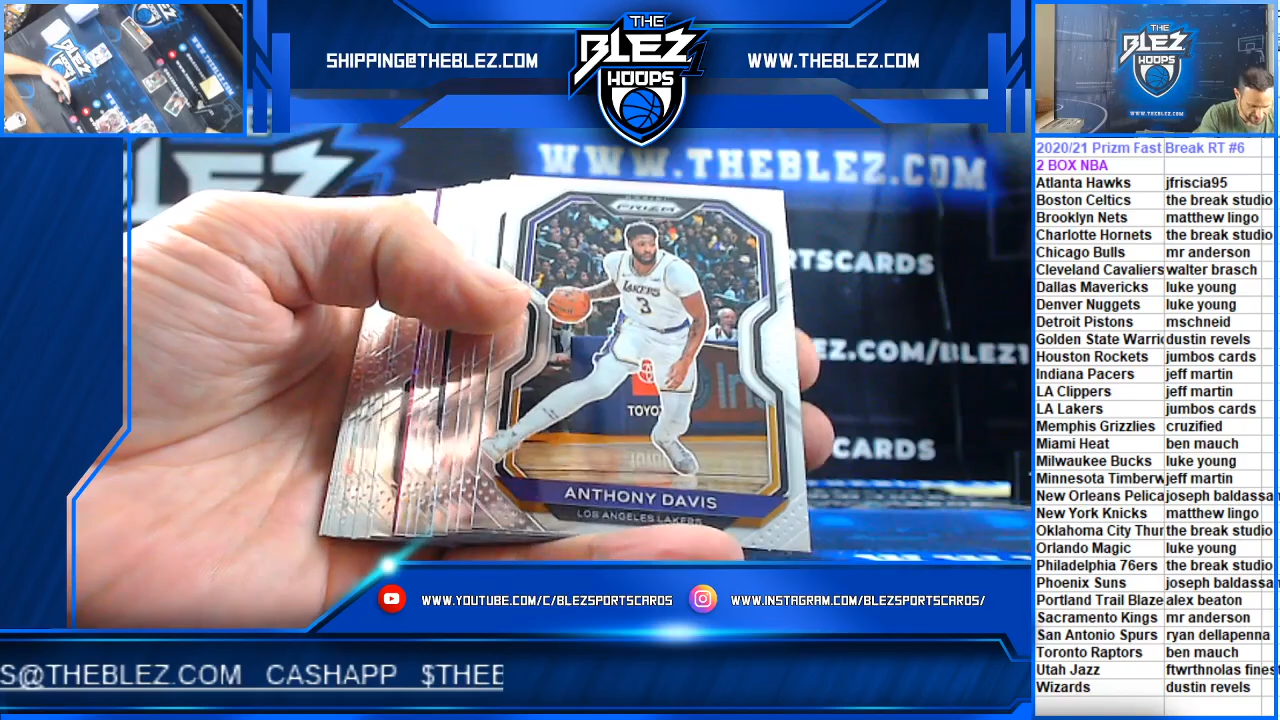 SHIPPING@THEBLEZ.COM
THE
BLEZ
HOOPS
WWW.THEBLEZ.COM
THE
BLEZ
HOOPS
WWW.THEBLEZ.COM
WWW.THEBLEZ.COM
RTSCARDS
EZ.COM/BLEZ1
CARDS
PRIZM
LAKERS
3
TOYO
ANTHONY DAVIS
LOS ANGELES LAKERS
2020/21 Prizm Fast Break RT #6
2 BOX NBA
Atlanta Hawks jfriscia95
Boston Celtics the break studio
Brooklyn Nets matthew lingo
Charlotte Hornets the break studio
Chicago Bulls mr anderson
Cleveland Cavaliers walter brasch
Dallas Mavericks luke young
Denver Nuggets luke young
Detroit Pistons mschneid
Golden State Warri dustin revels
Houston Rockets jumbos cards
Indiana Pacers jeff martin
LA Clippers jeff martin
LA Lakers jumbos cards
Memphis Grizzlies cruzified
Miami Heat ben mauch
Milwaukee Bucks luke young
Minnesota Timberw jeff martin
New Orleans Pelica joseph baldassa
New York Knicks matthew lingo
Oklahoma City Thu the break studio
Orlando Magic luke young
Philadelphia 76ers the break studio
Phoenix Suns joseph baldassa
Portland Trail Blaze alex beaton
Sacramento Kings mr anderson
San Antonio Spurs ryan dellapenna
Toronto Raptors ben mauch
Utah Jazz ftwrthnolas finest
Wizards dustin revels
WWW.YOUTUBE.COM/C/BLEZSPORTSCARDS
WWW.INSTAGRAM.COM/BLEZSPORTSCARDS/
S@THEBLEZ.COM CASHAPP $THEB